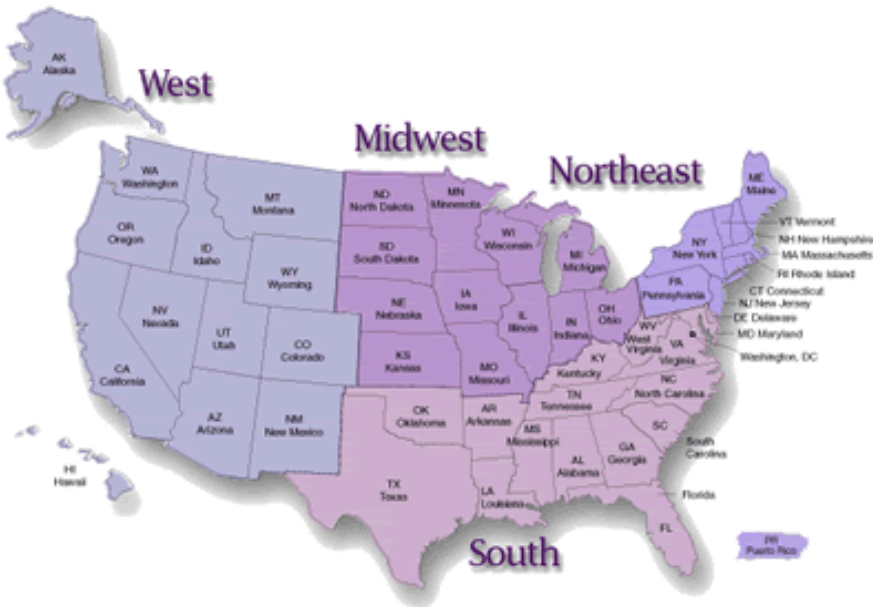 AK
Alaska
West
Midwest
Northeast
WA
Washington
MT
Montana
ND
North Dakota
MN
Minnesota
ME
Maine
OR
Oregon
ID
Idaho
SD
South Dakota
WI
Wisconsin
MI
Michigan
NY
New York
VT Vermont
NH New Hampshire
MA Massachusetts
RI Rhode Island
CT Connecticut
NJ New Jersey
DE Delaware
MD Maryland
Washington, DC
WY
Wyoming
NE
Nebraska
IA
Iowa
IL
Illinois
IN
Indiana
OH
Ohio
PA
Pennsylvania
NV
Nevada
UT
Utah
CO
Colorado
KS
Kansas
MO
Missouri
KY
Kentucky
WV
West
Virginia
VA
Virginia
CA
California
AZ
Arizona
NM
New Mexico
OK
Oklahoma
AR
Arkansas
TN
Tennessee
NC
North Carolina
SC
South
Carolina
MS
Mississippi
AL
Alabama
GA
Georgia
HI
Hawaii
TX
Texas
LA
Louisiana
Florida
FL
South
PR
Puerto Rico